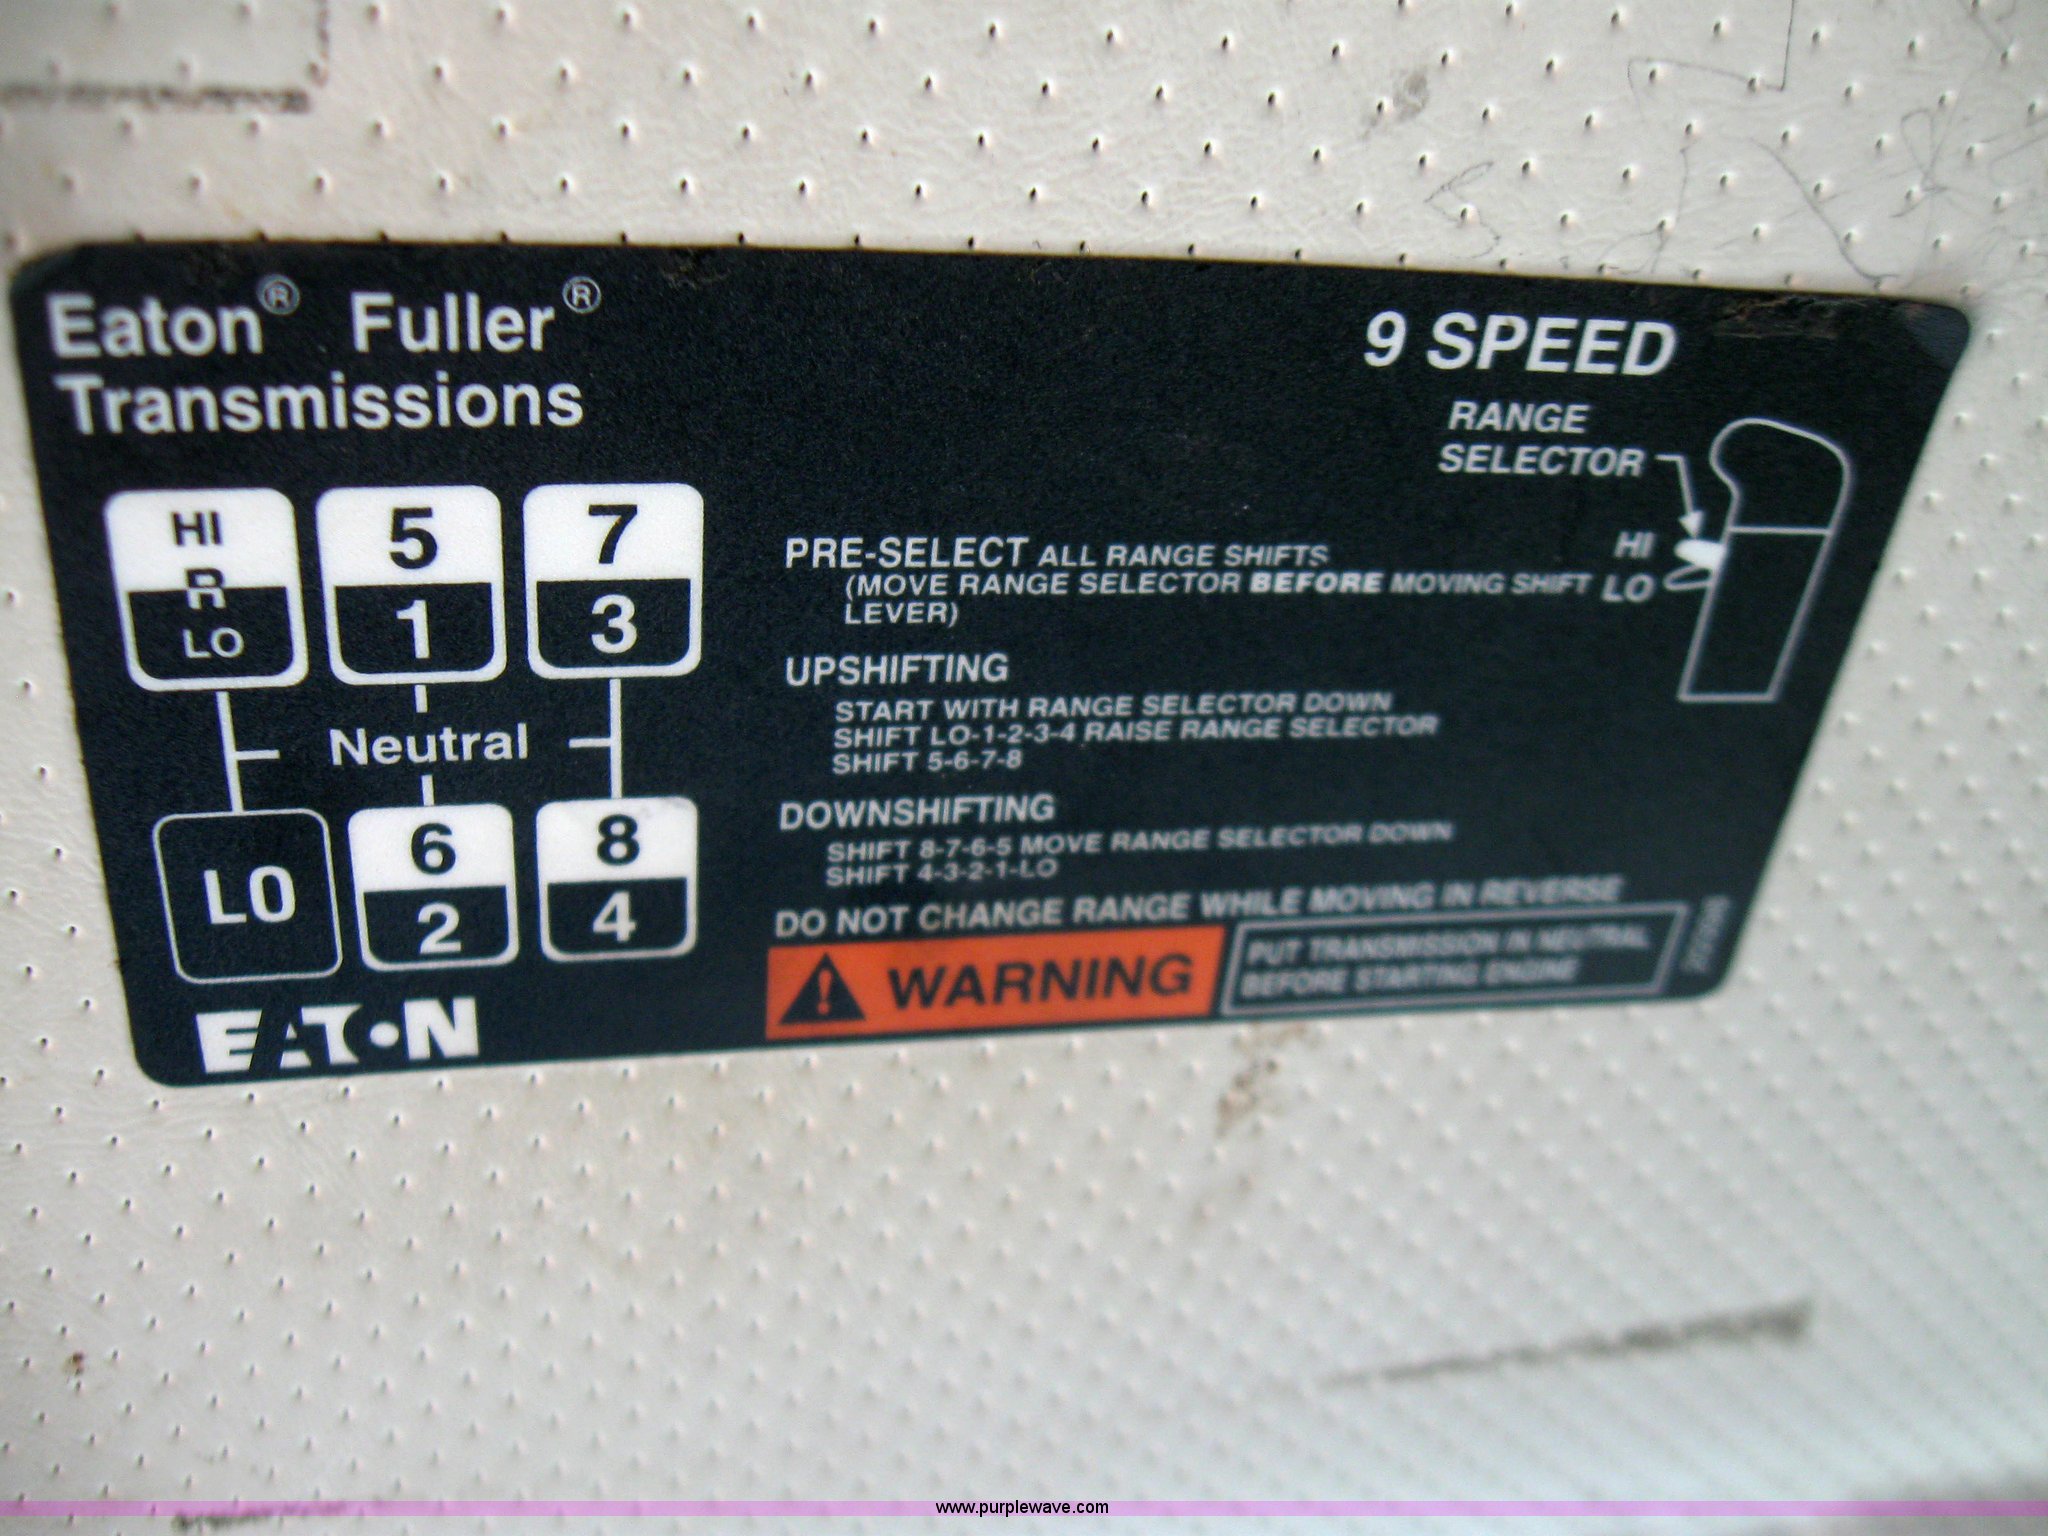 Eaton® Fuller®
Transmissions
9 SPEED
RANGE
SELECTOR
HI
LO
HI
R
LO
5
1
7
3
Neutral
LO
6
2
8
4
EATON
PRE-SELECT ALL RANGE SHIFTS
(MOVE RANGE SELECTOR BEFORE MOVING SHIFT
LEVER)
UPSHIFTING
START WITH RANGE SELECTOR DOWN
SHIFT LO-1-2-3-4 RAISE RANGE SELECTOR
SHIFT 5-6-7-8
DOWNSHIFTING
SHIFT 8-7-6-5 MOVE RANGE SELECTOR DOWN
SHIFT 4-3-2-1-LO
DO NOT CHANGE RANGE WHILE MOVING IN REVERSE
WARNING
PUT TRANSMISSION IN NEUTRAL
BEFORE STARTING ENGINE
www.purplewave.com